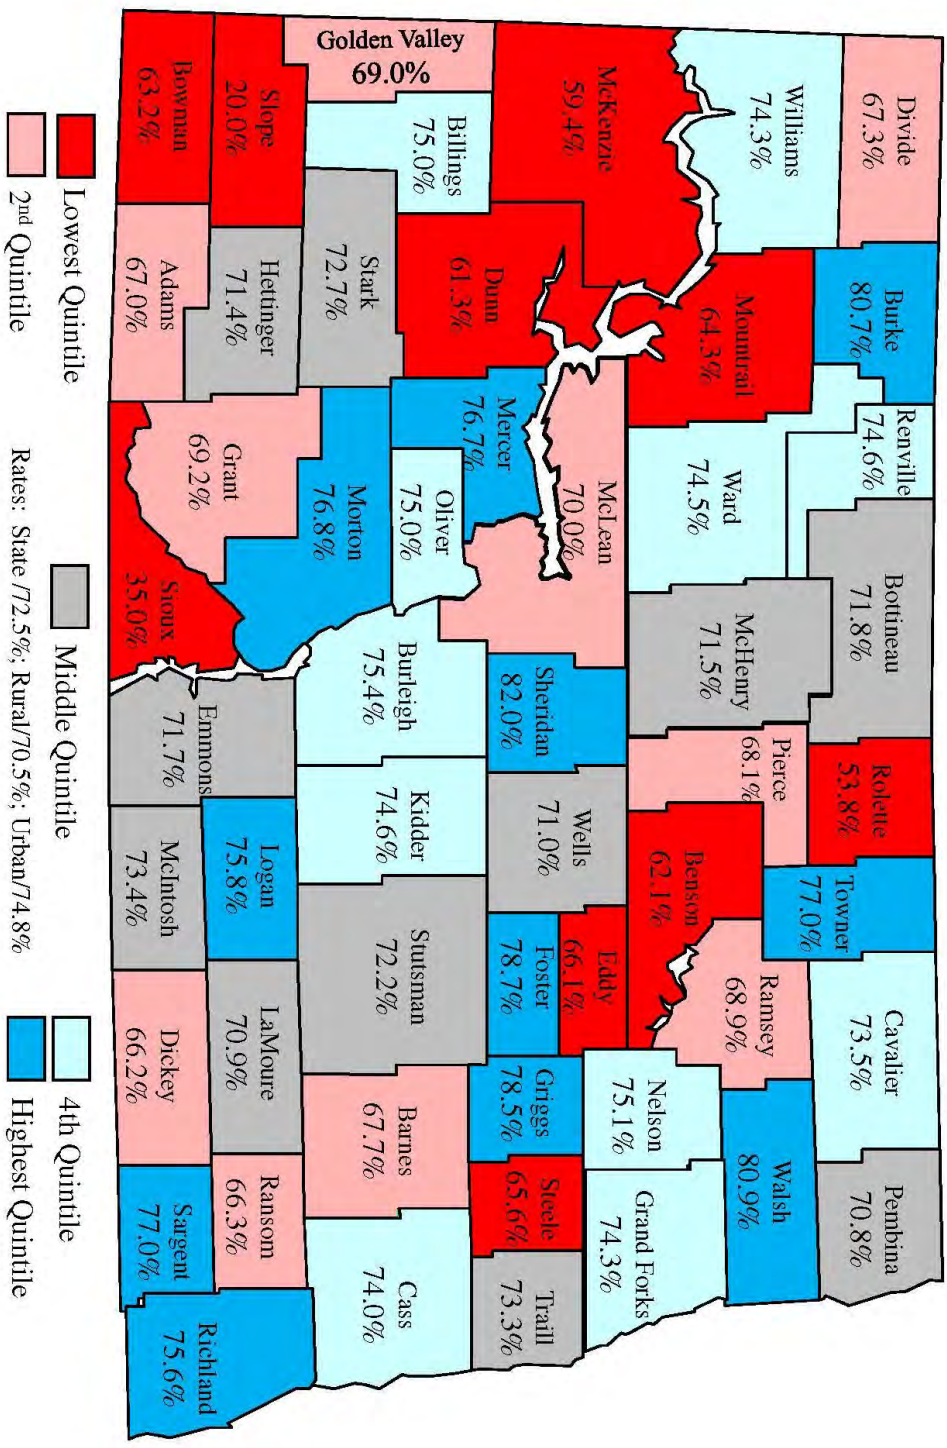 Divide
67.3%
Burke
80.7%
Renville
74.6%
Bottineau
71.8%
Rolette
53.8%
Towner
77.0%
Cavalier
73.5%
Pembina
70.8%
Williams
74.3%
Mountrail
64.3%
Ward
74.5%
McHenry
71.5%
Pierce
68.1%
Benson
62.1%
Ramsey
68.9%
Walsh
80.9%
McKenzie
59.4%
Dunn
61.3%
Mercer
76.7%
McLean
70.0%
Sheridan
82.0%
Wells
71.0%
Eddy
66.1%
Foster
78.7%
Nelson
75.1%
Grand Forks
74.3%
Griggs
78.5%
Steele
65.6%
Traill
73.3%
Golden Valley
69.0%
Billings
75.0%
Stark
72.7%
Oliver
75.0%
Morton
76.8%
Burleigh
75.4%
Kidder
74.6%
Stutsman
72.2%
Barnes
67.7%
Cass
74.0%
Slope
20.0%
Hettinger
71.4%
Grant
69.2%
Bowman
63.2%
Adams
67.0%
Sioux
35.0%
Emmons
71.7%
Logan
75.8%
McIntosh
73.4%
LaMoure
70.9%
Dickey
66.2%
Ransom
66.3%
Sargent
77.0%
Richland
75.6%
Lowest Quintile
2nd Quintile
Middle Quintile
4th Quintile
Highest Quintile
Rates: State /72.5%; Rural/70.5%; Urban/74.8%